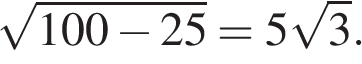 √100 − 25 = 5√3.